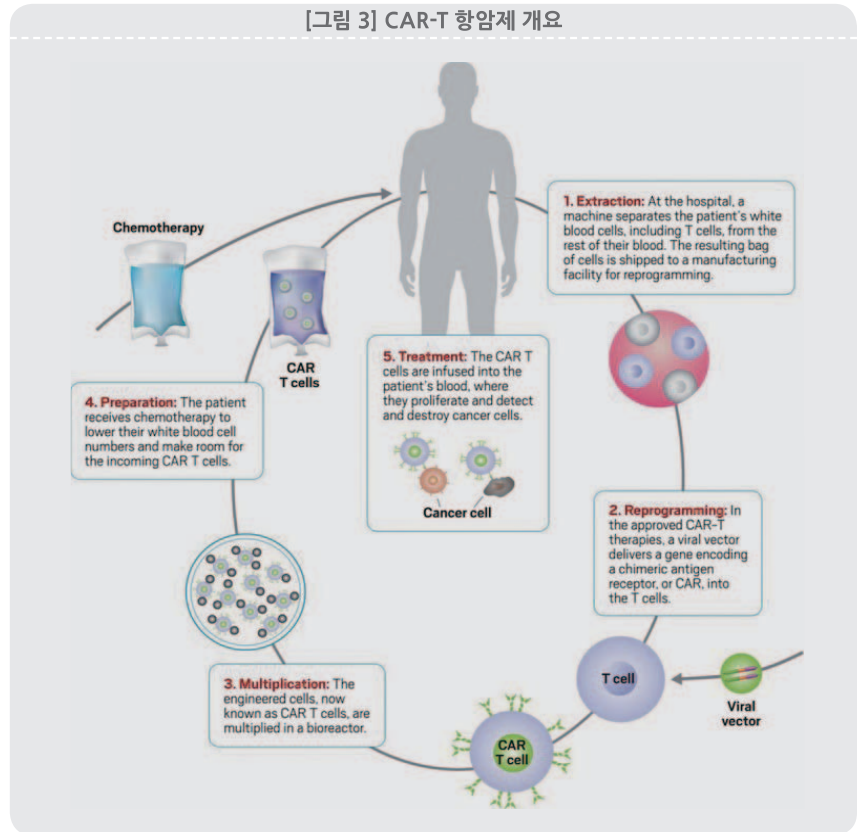 [그림 3] CAR-T 항암제 개요
Chemotherapy
CAR
T cells
1. Extraction: At the hospital, a
machine separates the patient's white
blood cells, including T cells, from the
rest of their blood. The resulting bag
of cells is shipped to a manufacturing
facility for reprogramming.
2. Reprogramming: In
the approved CAR-T
therapies, a viral vector
delivers a gene encoding
a chimeric antigen
receptor, or CAR, into
the T cells.
T cell
Viral
vector
CAR
T cell
3. Multiplication: The
engineered cells, now
known as CAR T cells, are
multiplied in a bioreactor.
4. Preparation: The patient
receives chemotherapy to
lower their white blood cell
numbers and make room for
the incoming CAR T cells.
5. Treatment: The CAR T
cells are infused into the
patient's blood, where
they proliferate and detect
and destroy cancer cells.
Cancer cell